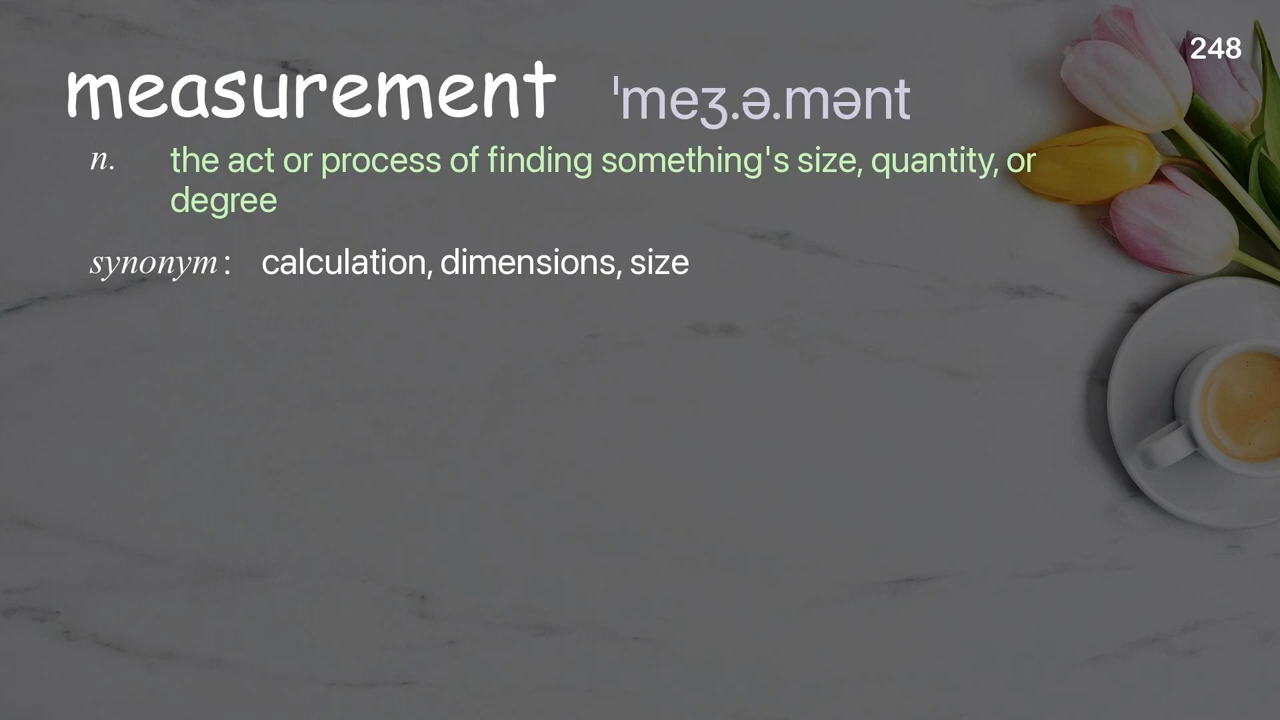 248
measurement ˈmeʒ.ə.mənt
n. the act or process of finding something's size, quantity, or
degree
synonym : calculation, dimensions, size